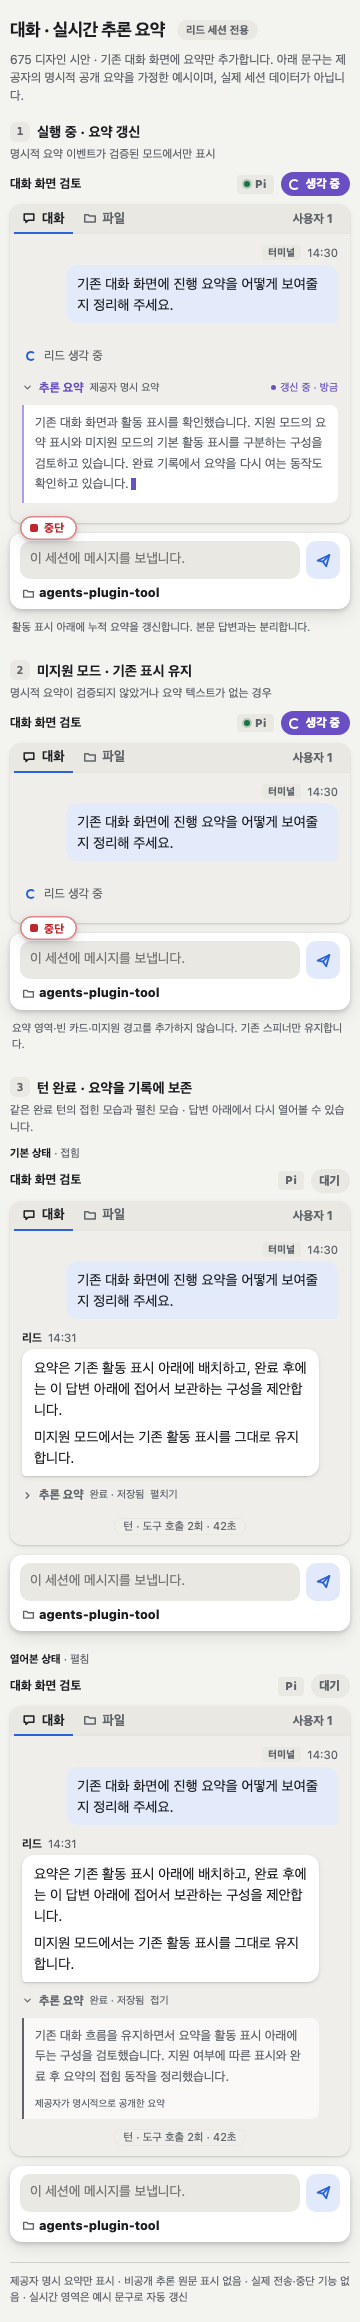 대화 · 실시간 추론 요약 리드 세션 전용
675 디자인 시안 · 기존 대화 화면에 요약만 추가합니다. 아래 문구는 제
공자의 명시적 공개 요약을 가정한 예시이며, 실제 세션 데이터가 아닙니
다.
1 실행 중 · 요약 갱신
명시적 요약 이벤트가 검증된 모드에서만 표시
대화 화면 검토 Pi 생각 중
대화 파일 사용자 1
터미널 14:30
기존 대화 화면에 진행 요약을 어떻게 보여줄
지 정리해 주세요.
리드 생각 중
추론 요약 제공자 명시 요약 갱신 중 · 방금
기존 대화 화면과 활동 표시를 확인했습니다. 지원 모드의 요
약 표시와 미지원 모드의 기본 활동 표시를 구분하는 구성을
검토하고 있습니다. 완료 기록에서 요약을 다시 여는 동작도
확인하고 있습니다.
중단
이 세션에 메시지를 보냅니다.
agents-plugin-tool
활동 표시 아래에 누적 요약을 갱신합니다. 본문 답변과는 분리합니다.
2 미지원 모드 · 기존 표시 유지
명시적 요약이 검증되지 않았거나 요약 텍스트가 없는 경우
대화 화면 검토 Pi 생각 중
대화 파일 사용자 1
터미널 14:30
기존 대화 화면에 진행 요약을 어떻게 보여줄
지 정리해 주세요.
리드 생각 중
중단
이 세션에 메시지를 보냅니다.
agents-plugin-tool
요약 영역·빈 카드·미지원 경고를 추가하지 않습니다. 기존 스피너만 유지합니
다.
3 턴 완료 · 요약을 기록에 보존
같은 완료 턴의 접힌 모습과 펼친 모습 · 답변 아래에서 다시 열어볼 수 있습
니다.
기본 상태 · 접힘
대화 화면 검토 Pi 대기
대화 파일 사용자 1
터미널 14:30
기존 대화 화면에 진행 요약을 어떻게 보여줄
지 정리해 주세요.
리드 14:31
요약은 기존 활동 표시 아래에 배치하고, 완료 후에
는 이 답변 아래에 접어서 보관하는 구성을 제안합
니다.
미지원 모드에서는 기존 활동 표시를 그대로 유지
합니다.
추론 요약 완료 · 저장됨 펼치기
턴 · 도구 호출 2회 · 42초
이 세션에 메시지를 보냅니다.
agents-plugin-tool
열어본 상태 · 펼침
대화 화면 검토 Pi 대기
대화 파일 사용자 1
터미널 14:30
기존 대화 화면에 진행 요약을 어떻게 보여줄
지 정리해 주세요.
리드 14:31
요약은 기존 활동 표시 아래에 배치하고, 완료 후에
는 이 답변 아래에 접어서 보관하는 구성을 제안합
니다.
미지원 모드에서는 기존 활동 표시를 그대로 유지
합니다.
추론 요약 완료 · 저장됨 접기
기존 대화 흐름을 유지하면서 요약을 활동 표시 아래에
두는 구성을 검토했습니다. 지원 여부에 따른 표시와 완
료 후 요약의 접힘 동작을 정리했습니다.
제공자가 명시적으로 공개한 요약
턴 · 도구 호출 2회 · 42초
이 세션에 메시지를 보냅니다.
agents-plugin-tool
제공자 명시 요약만 표시 · 비공개 추론 원문 표시 없음 · 실제 전송·중단 기능 없
음 · 실시간 영역은 예시 문구로 자동 갱신